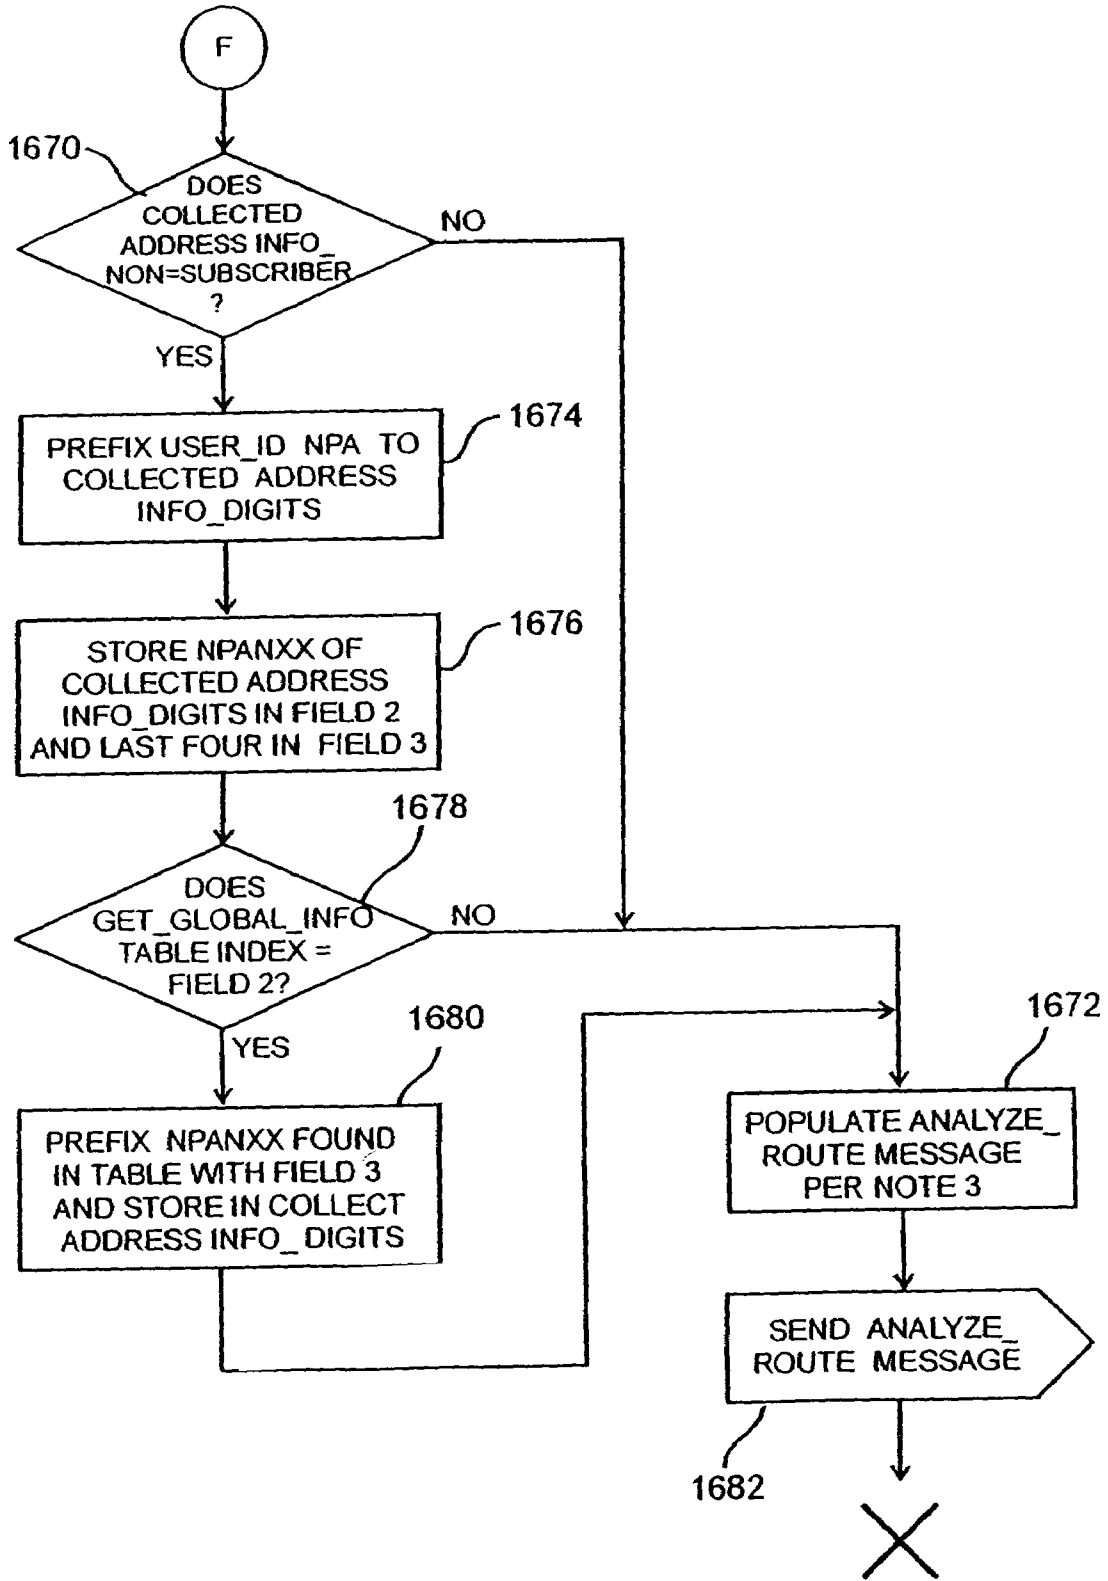 F
1670
DOES
COLLECTED
ADDRESS INFO_
NON=SUBSCRIBER
?
NO
YES
1674
PREFIX USER_ID NPA TO
COLLECTED ADDRESS
INFO_DIGITS
1676
STORE NPANXX OF
COLLECTED ADDRESS
INFO_DIGITS IN FIELD 2
AND LAST FOUR IN FIELD 3
1678
DOES
GET_GLOBAL_INFO
TABLE INDEX =
FIELD 2?
NO
YES
1680
PREFIX NPANXX FOUND
IN TABLE WITH FIELD 3
AND STORE IN COLLECT
ADDRESS INFO_ DIGITS
1672
POPULATE ANALYZE_
ROUTE MESSAGE
PER NOTE 3
SEND ANALYZE_
ROUTE MESSAGE
1682